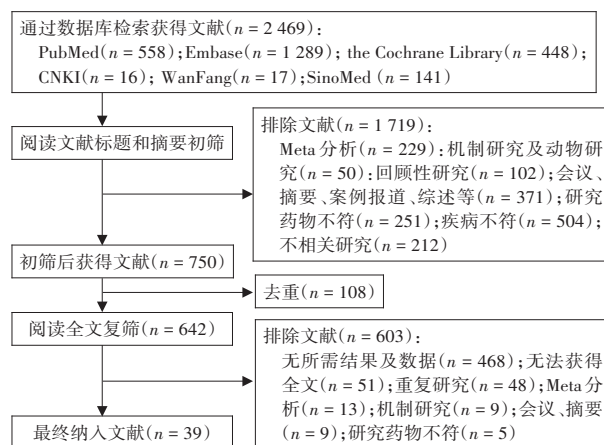 通过数据库检索获得文献(n = 2 469)：
PubMed(n = 558)；Embase(n = 1 289)，the Cochrane Library(n = 448)；
CNKI(n = 16)；WanFang(n = 17)；SinoMed (n = 141)
阅读文献标题和摘要初筛
排除文献(n = 1 719)：
Meta 分析(n = 229)；机制研究及动物研
究(n = 50)：回顾性研究(n = 102)；会议、
摘要、案例报道、综述等(n = 371)；研究
药物不符(n = 251)；疾病不符(n = 504)；
不相关研究(n = 212)
初筛后获得文献(n = 750)
去重(n = 108)
阅读全文复筛(n = 642)
排除文献(n = 603)：
无所需结果及数据(n = 468)；无法获得
全文(n = 51)；重复研究(n = 48)；Meta 分
析(n = 13)；机制研究(n = 9)；会议、摘要
(n = 9)；研究药物不符(n = 5)
最终纳入文献(n = 39)